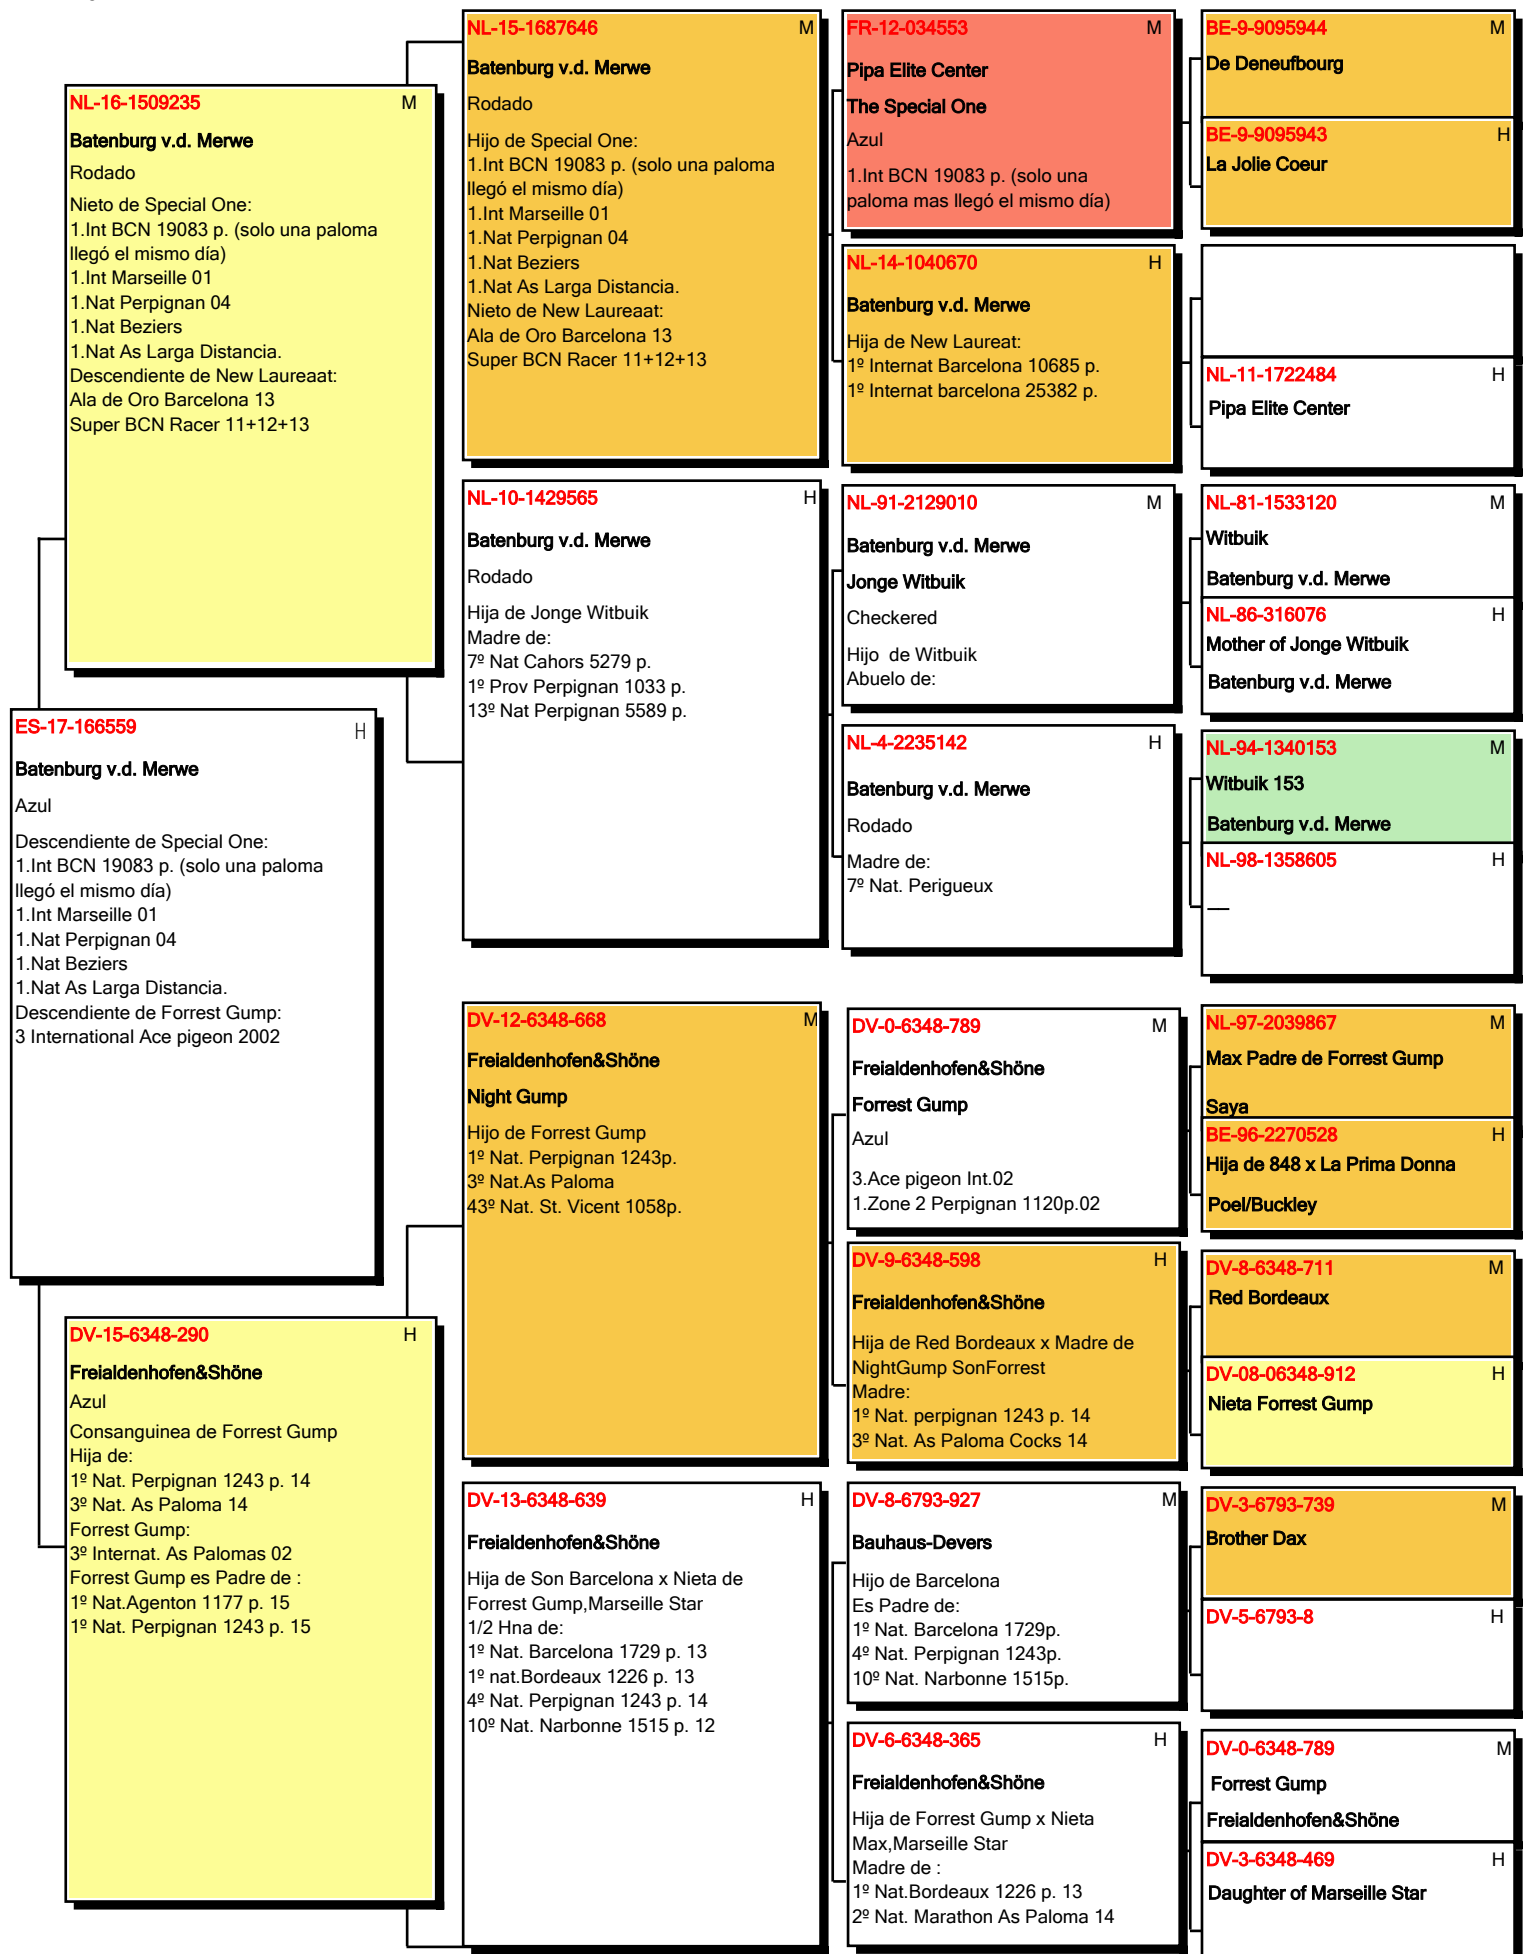 NL-16-1509235 M
Batenburg v.d. Merwe
Rodado
Nieto de Special One:
1.Int BCN 19083 p. (solo una paloma
llegó el mismo día)
1.Int Marseille 01
1.Nat Perpignan 04
1.Nat Beziers
1.Nat As Larga Distancia.
Descendiente de New Laureaat:
Ala de Oro Barcelona 13
Super BCN Racer 11+12+13
ES-17-166559 H
Batenburg v.d. Merwe
Azul
Descendiente de Special One:
1.Int BCN 19083 p. (solo una paloma
llegó el mismo día)
1.Int Marseille 01
1.Nat Perpignan 04
1.Nat Beziers
1.Nat As Larga Distancia.
Descendiente de Forrest Gump:
3 International Ace pigeon 2002
DV-15-6348-290 H
Freialdenhofen&Shöne
Azul
Consanguinea de Forrest Gump
Hija de:
1º Nat. Perpignan 1243 p. 14
3º Nat. As Paloma 14
Forrest Gump:
3º Internat. As Palomas 02
Forrest Gump es Padre de :
1º Nat.Agenton 1177 p. 15
1º Nat. Perpignan 1243 p. 15
NL-15-1687646 M
Batenburg v.d. Merwe
Rodado
Hijo de Special One:
1.Int BCN 19083 p. (solo una paloma
llegó el mismo día)
1.Int Marseille 01
1.Nat Perpignan 04
1.Nat Beziers
1.Nat As Larga Distancia.
Nieto de New Laureaat:
Ala de Oro Barcelona 13
Super BCN Racer 11+12+13
NL-10-1429565 H
Batenburg v.d. Merwe
Rodado
Hija de Jonge Witbuik
Madre de:
7º Nat Cahors 5279 p.
1º Prov Perpignan 1033 p.
13º Nat Perpignan 5589 p.
DV-12-6348-668 M
Freialdenhofen&Shöne
Night Gump
Hijo de Forrest Gump
1º Nat. Perpignan 1243p.
3º Nat.As Paloma
43º Nat. St. Vicent 1058p.
DV-13-6348-639 H
Freialdenhofen&Shöne
Hija de Son Barcelona x Nieta de
Forrest Gump,Marseille Star
1/2 Hna de:
1º Nat. Barcelona 1729 p. 13
1º nat.Bordeaux 1226 p. 13
4º Nat. Perpignan 1243 p. 14
10º Nat. Narbonne 1515 p. 12
FR-12-034553 M
Pipa Elite Center
The Special One
Azul
1.Int BCN 19083 p. (solo una
paloma mas llegó el mismo día)
NL-14-1040670 H
Batenburg v.d. Merwe
Hija de New Laureat:
1º Internat Barcelona 10685 p.
1º Internat barcelona 25382 p.
NL-91-2129010 M
Batenburg v.d. Merwe
Jonge Witbuik
Checkered
Hijo de Witbuik
Abuelo de:
NL-4-2235142 H
Batenburg v.d. Merwe
Rodado
Madre de:
7º Nat. Perigueux
DV-0-6348-789 M
Freialdenhofen&Shöne
Forrest Gump
Azul
3.Ace pigeon Int.02
1.Zone 2 Perpignan 1120p.02
DV-9-6348-598 H
Freialdenhofen&Shöne
Hija de Red Bordeaux x Madre de
NightGump SonForrest
Madre:
1º Nat. perpignan 1243 p. 14
3º Nat. As Paloma Cocks 14
DV-8-6793-927 M
Bauhaus-Devers
Hijo de Barcelona
Es Padre de:
1º Nat. Barcelona 1729p.
4º Nat. Perpignan 1243p.
10º Nat. Narbonne 1515p.
DV-6-6348-365 H
Freialdenhofen&Shöne
Hija de Forrest Gump x Nieta
Max,Marseille Star
Madre de :
1º Nat.Bordeaux 1226 p. 13
2º Nat. Marathon As Paloma 14
BE-9-9095944 M
De Deneufbourg
BE-9-9095943 H
La Jolie Coeur
NL-11-1722484 H
Pipa Elite Center
NL-81-1533120 M
Witbuik
Batenburg v.d. Merwe
NL-86-316076 H
Mother of Jonge Witbuik
Batenburg v.d. Merwe
NL-94-1340153 M
Witbuik 153
Batenburg v.d. Merwe
NL-98-1358605 H
__
NL-97-2039867 M
Max Padre de Forrest Gump
Saya
BE-96-2270528 H
Hija de 848 x La Prima Donna
Poel/Buckley
DV-8-6348-711 M
Red Bordeaux
DV-08-06348-912 H
Nieta Forrest Gump
DV-3-6793-739 M
Brother Dax
DV-5-6793-8 H
DV-0-6348-789 M
Forrest Gump
Freialdenhofen&Shöne
DV-3-6348-469 H
Daughter of Marseille Star